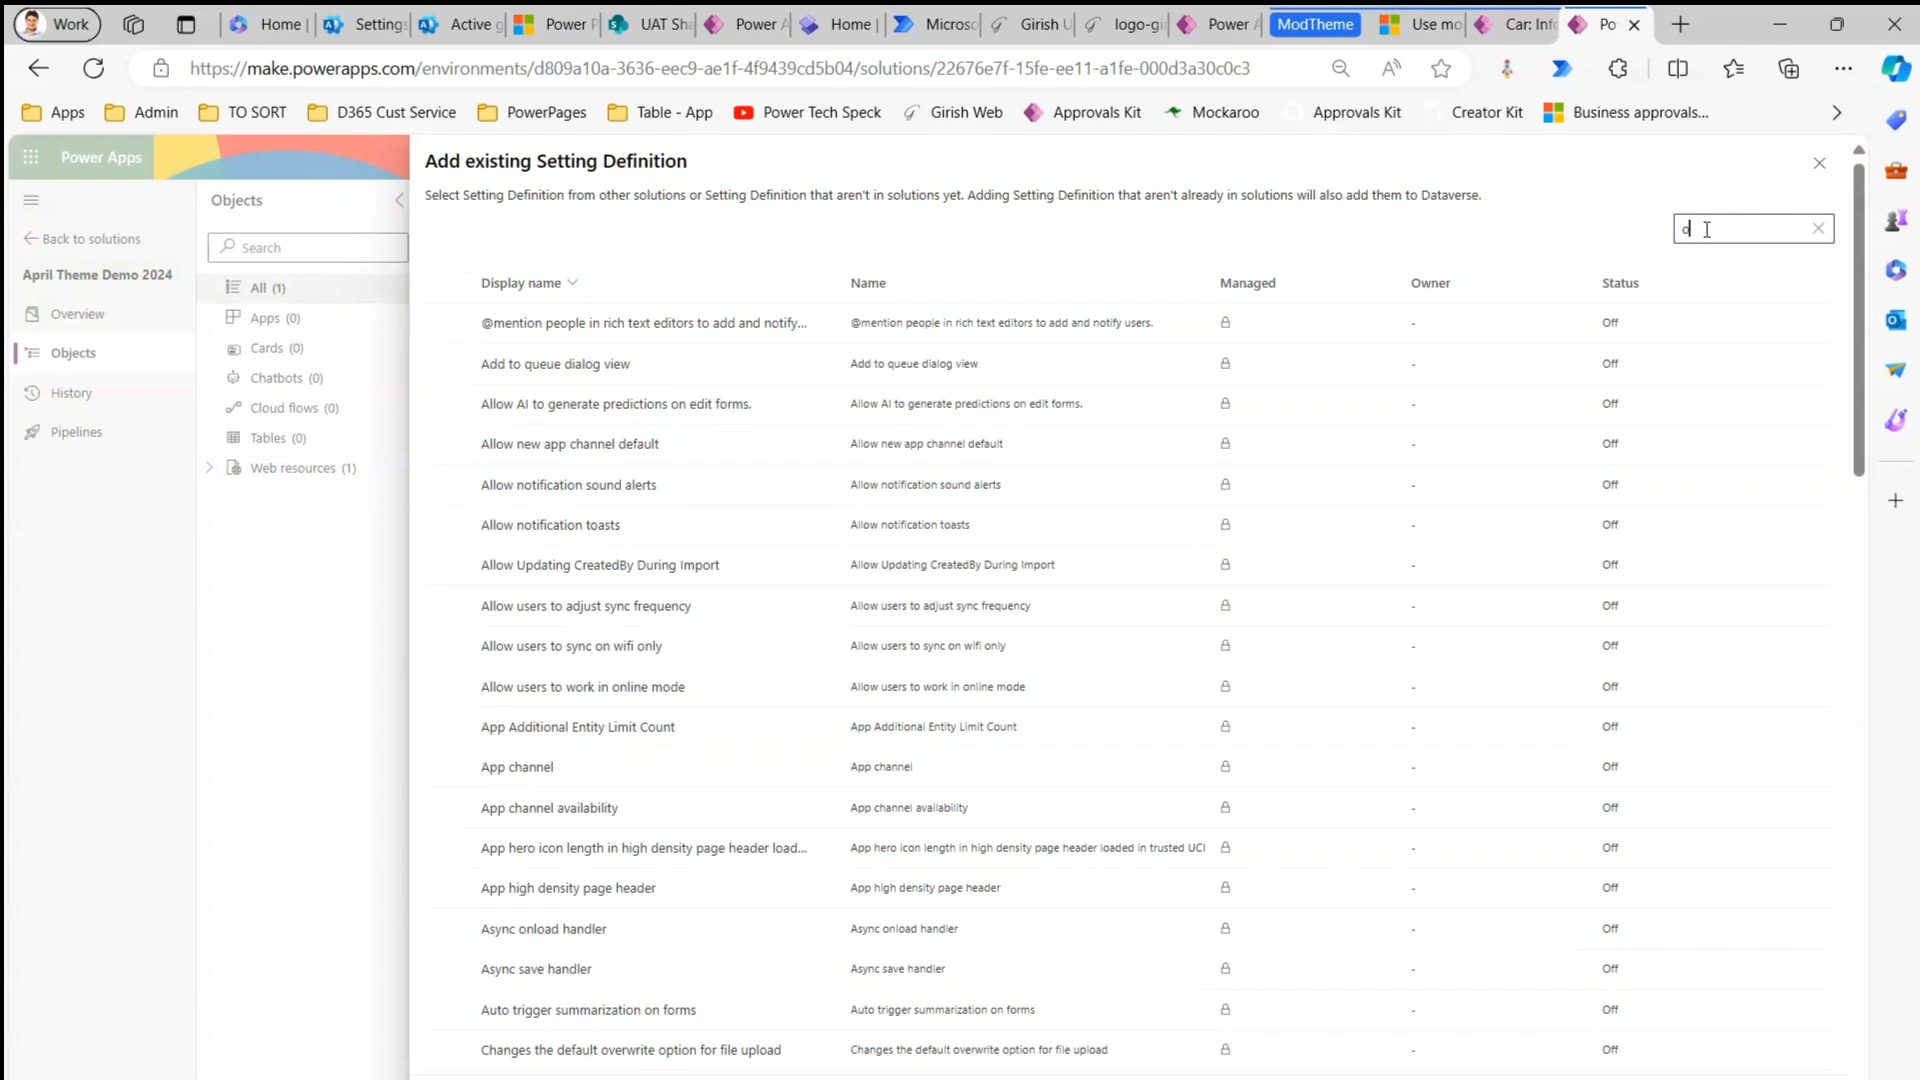 Work
Home |
Settings
Active g
Power P
UAT Sha
Power A
Home |
Microso
Girish U
logo-gi
Power A
ModTheme
Use mo
Car: Info
Po
https://make.powerapps.com/environments/d809a10a-3636-eec9-ae1f-4f9439cd5b04/solutions/22676e7f-15fe-ee11-a1fe-000d3a30c0c3
Apps
Admin
TO SORT
D365 Cust Service
PowerPages
Table - App
Power Tech Speck
Girish Web
Approvals Kit
Mockaroo
Approvals Kit
Creator Kit
Business approvals...
Power Apps
Back to solutions
April Theme Demo 2024
Overview
Objects
History
Pipelines
Objects
Search
All (1)
Apps (0)
Cards (0)
Chatbots (0)
Cloud flows (0)
Tables (0)
Web resources (1)
Add existing Setting Definition
Select Setting Definition from other solutions or Setting Definition that aren't in solutions yet. Adding Setting Definition that aren't already in solutions will also add them to Dataverse.
Display name Name Managed Owner Status
@mention people in rich text editors to add and notify... @mention people in rich text editors to add and notify users. - Off
Add to queue dialog view Add to queue dialog view - Off
Allow AI to generate predictions on edit forms. Allow AI to generate predictions on edit forms. - Off
Allow new app channel default Allow new app channel default - Off
Allow notification sound alerts Allow notification sound alerts - Off
Allow notification toasts Allow notification toasts - Off
Allow Updating CreatedBy During Import Allow Updating CreatedBy During Import - Off
Allow users to adjust sync frequency Allow users to adjust sync frequency - Off
Allow users to sync on wifi only Allow users to sync on wifi only - Off
Allow users to work in online mode Allow users to work in online mode - Off
App Additional Entity Limit Count App Additional Entity Limit Count - Off
App channel App channel - Off
App channel availability App channel availability - Off
App hero icon length in high density page header load... App hero icon length in high density page header loaded in trusted UCI - Off
App high density page header App high density page header - Off
Async onload handler Async onload handler - Off
Async save handler Async save handler - Off
Auto trigger summarization on forms Auto trigger summarization on forms - Off
Changes the default overwrite option for file upload Changes the default overwrite option for file upload - Off